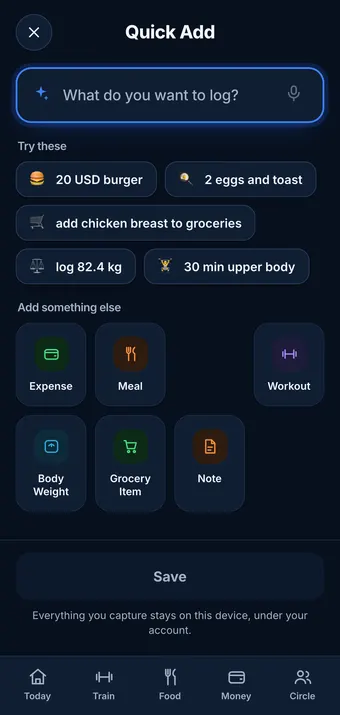 Quick Add
What do you want to log?
Try these
20 USD burger
2 eggs and toast
add chicken breast to groceries
log 82.4 kg
30 min upper body
Add something else
Expense
Meal
Workout
Body
Weight
Grocery
Item
Note
Save
Everything you capture stays on this device, under your
account.
Today
Train
Food
Money
Circle